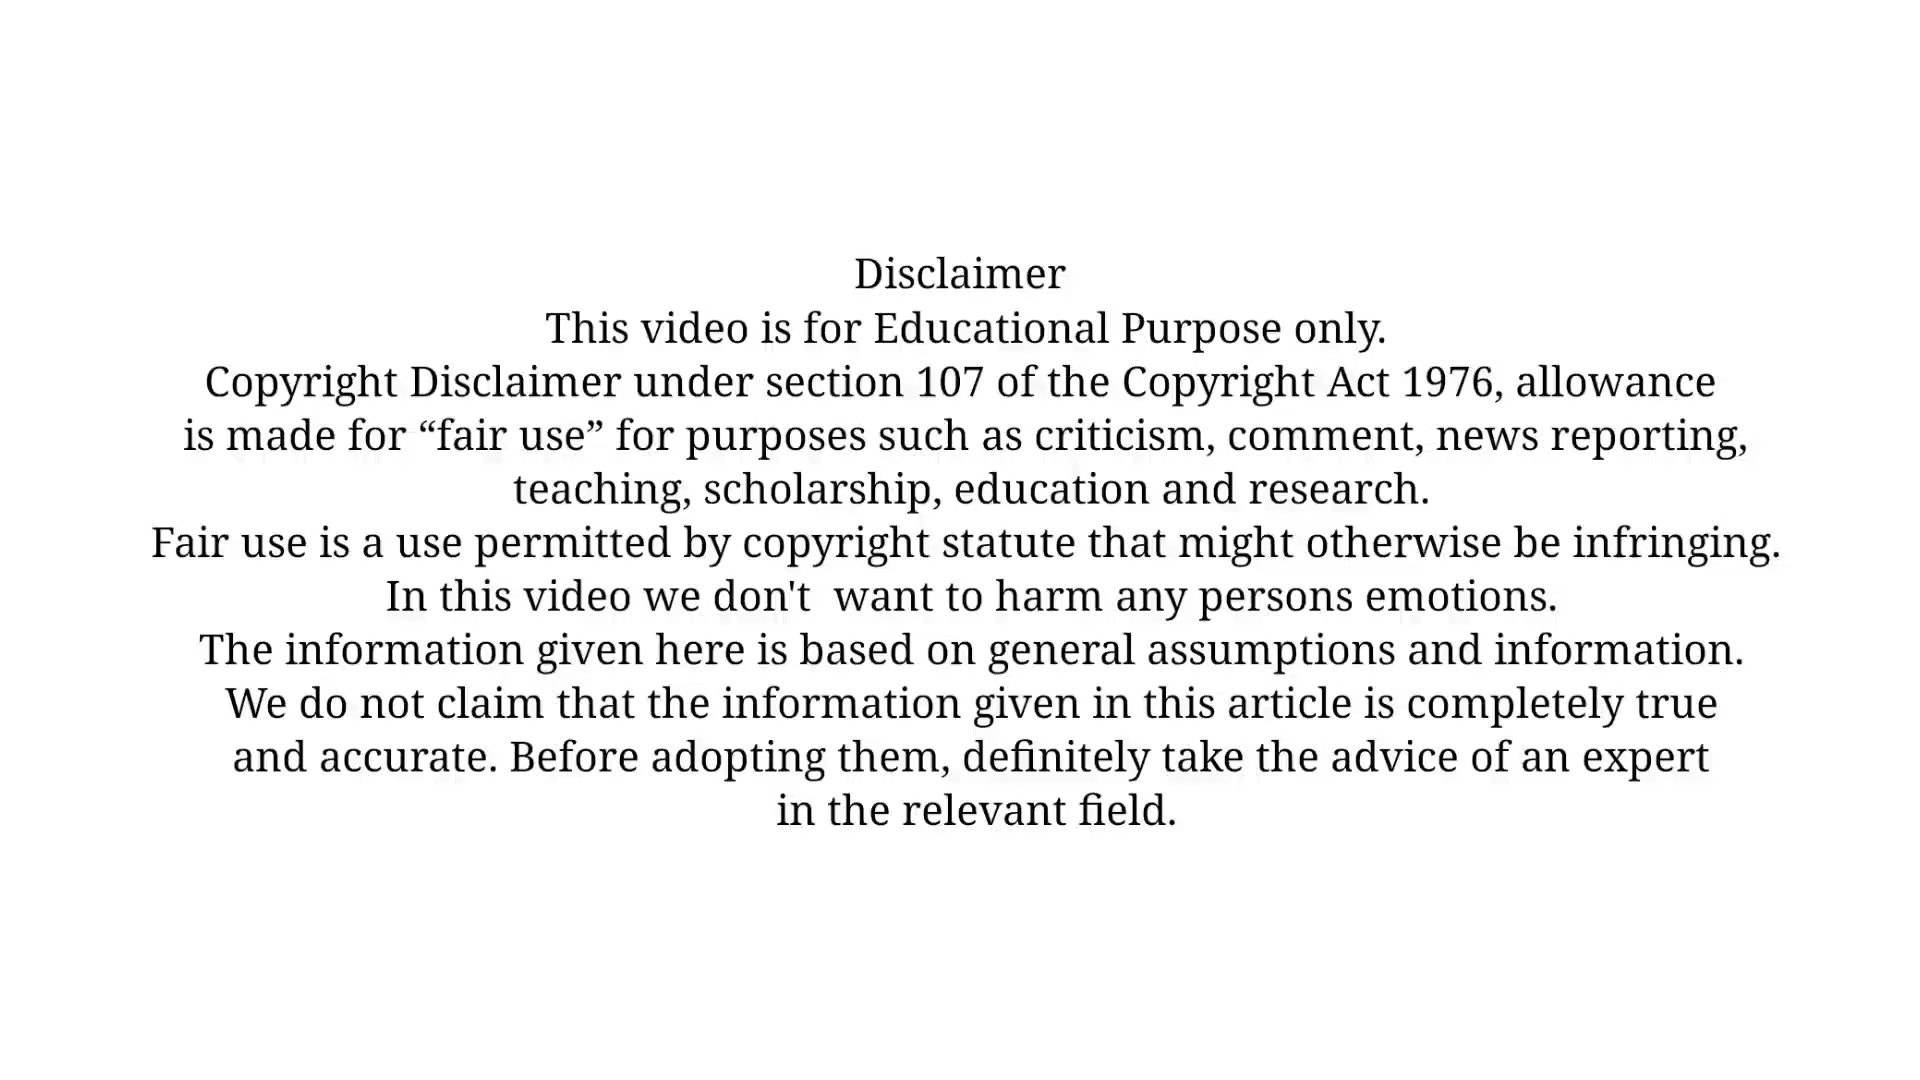 Disclaimer
This video is for Educational Purpose only.
Copyright Disclaimer under section 107 of the Copyright Act 1976, allowance
is made for “fair use” for purposes such as criticism, comment, news reporting,
teaching, scholarship, education and research.
Fair use is a use permitted by copyright statute that might otherwise be infringing.
In this video we don't  want to harm any persons emotions.
The information given here is based on general assumptions and information.
We do not claim that the information given in this article is completely true
and accurate. Before adopting them, definitely take the advice of an expert
in the relevant field.